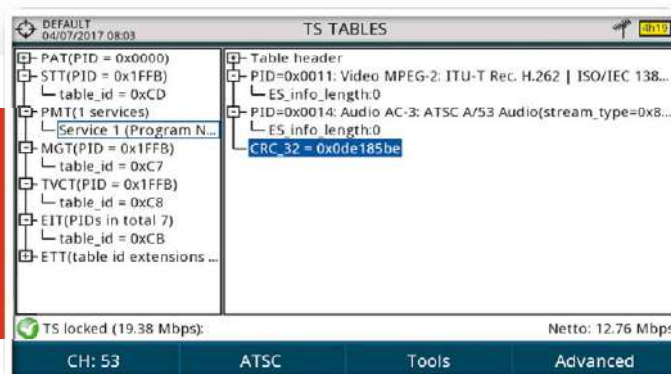 DEFAULT
04/07/2017 08:03
TS TABLES
4h19
PAT(PID = 0x0000)
STT(PID = 0x1FFB)
table_id = 0xCD
PMT(1 services)
Service 1 (Program N...
MGT(PID = 0x1FFB)
table_id = 0xC7
TVCT(PID = 0x1FFB)
table_id = 0xC8
EIT(PIDs in total 7)
table_id = 0xCB
ETT(table id extensions ...
Table header
PID=0x0011: Video MPEG-2: ITU-T Rec. H.262 | ISO/IEC 138...
ES_info_length:0
PID=0x0014: Audio AC-3: ATSC A/53 Audio(stream_type=0x8...
ES_info_length:0
CRC_32 = 0x0de185be
TS locked (19.38 Mbps):
Netto: 12.76 Mbps
CH: 53
ATSC
Tools
Advanced